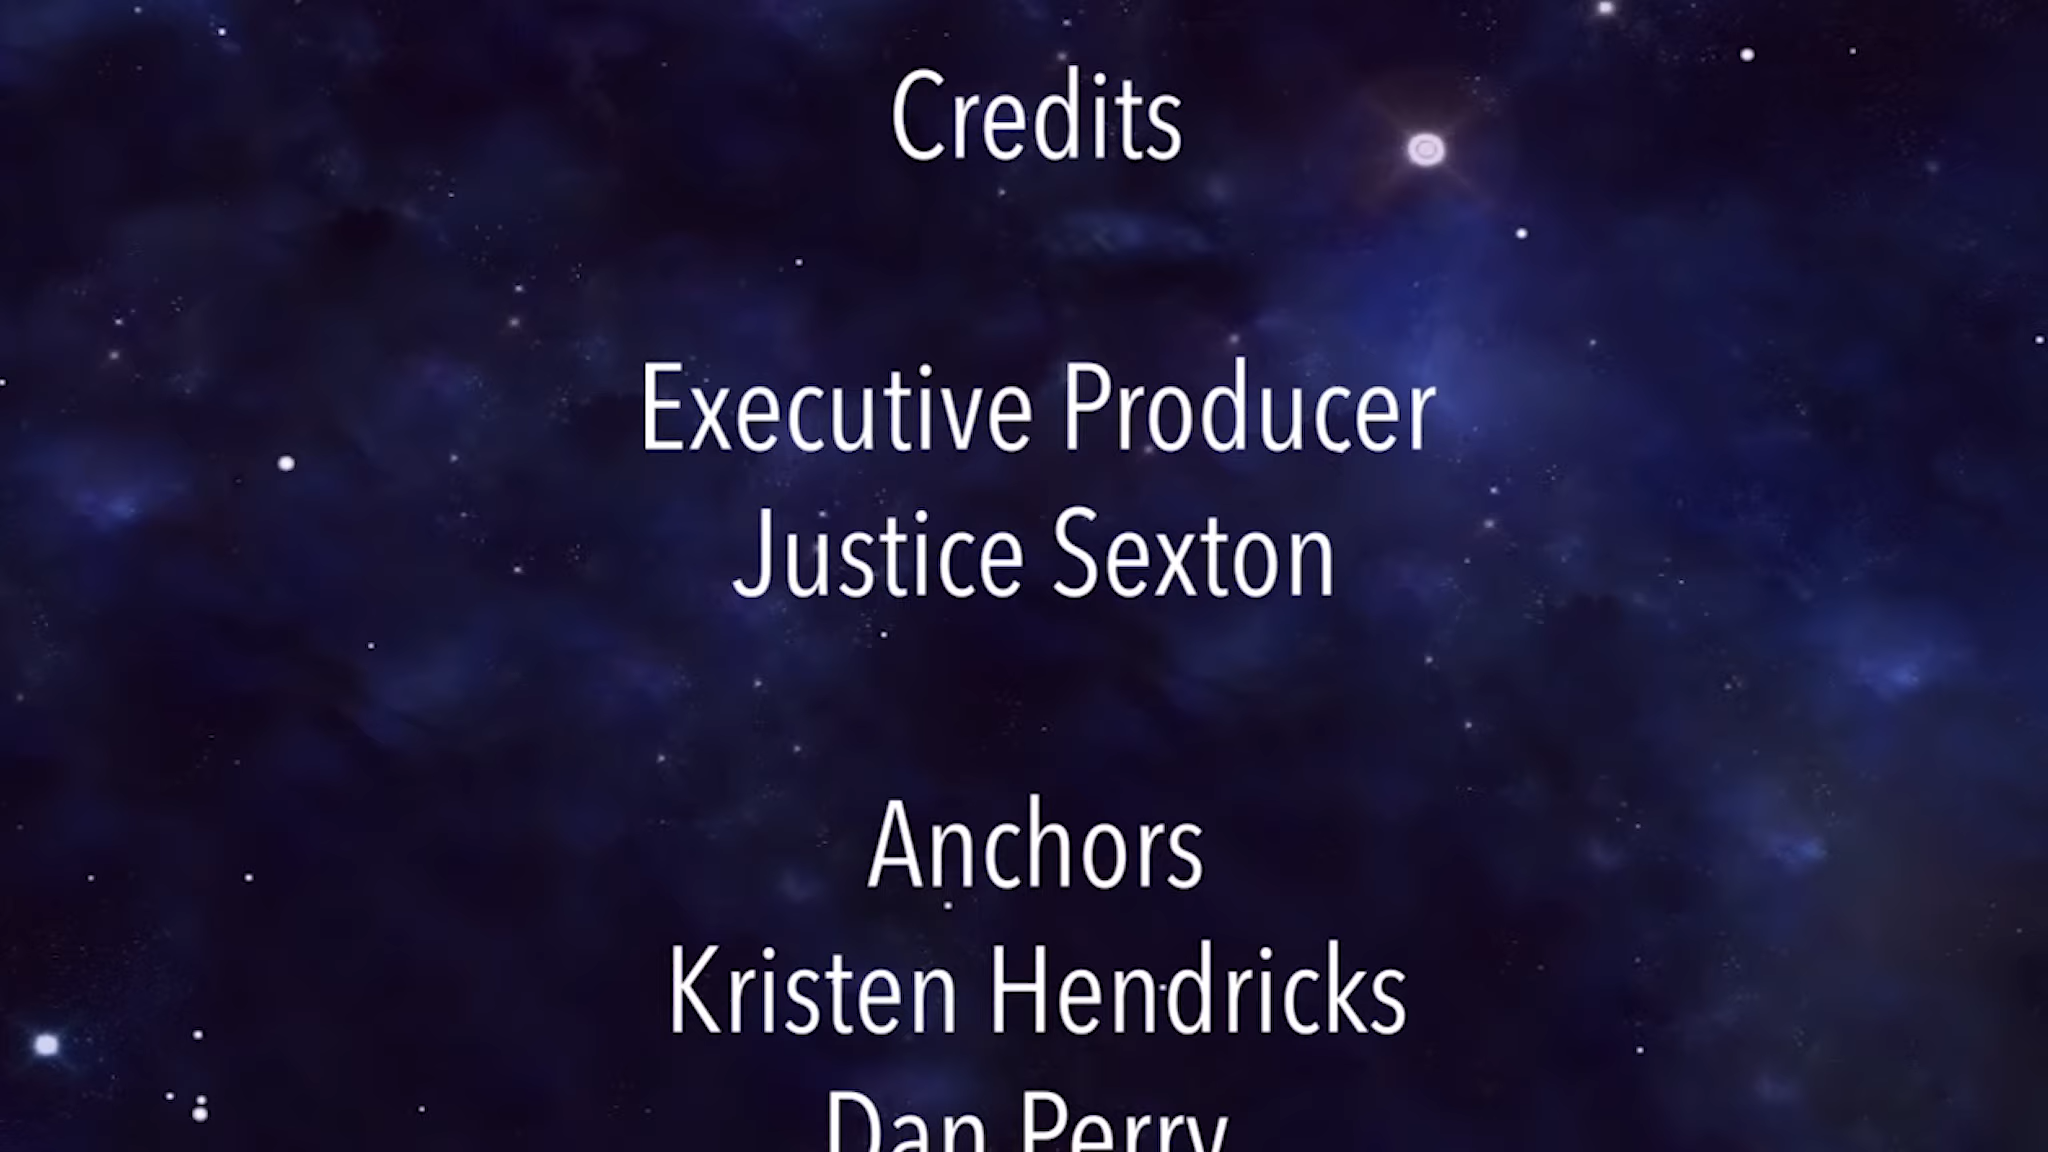 Credits
Executive Producer
Justice Sexton
Anchors
Kristen Hendricks
Dan Perry